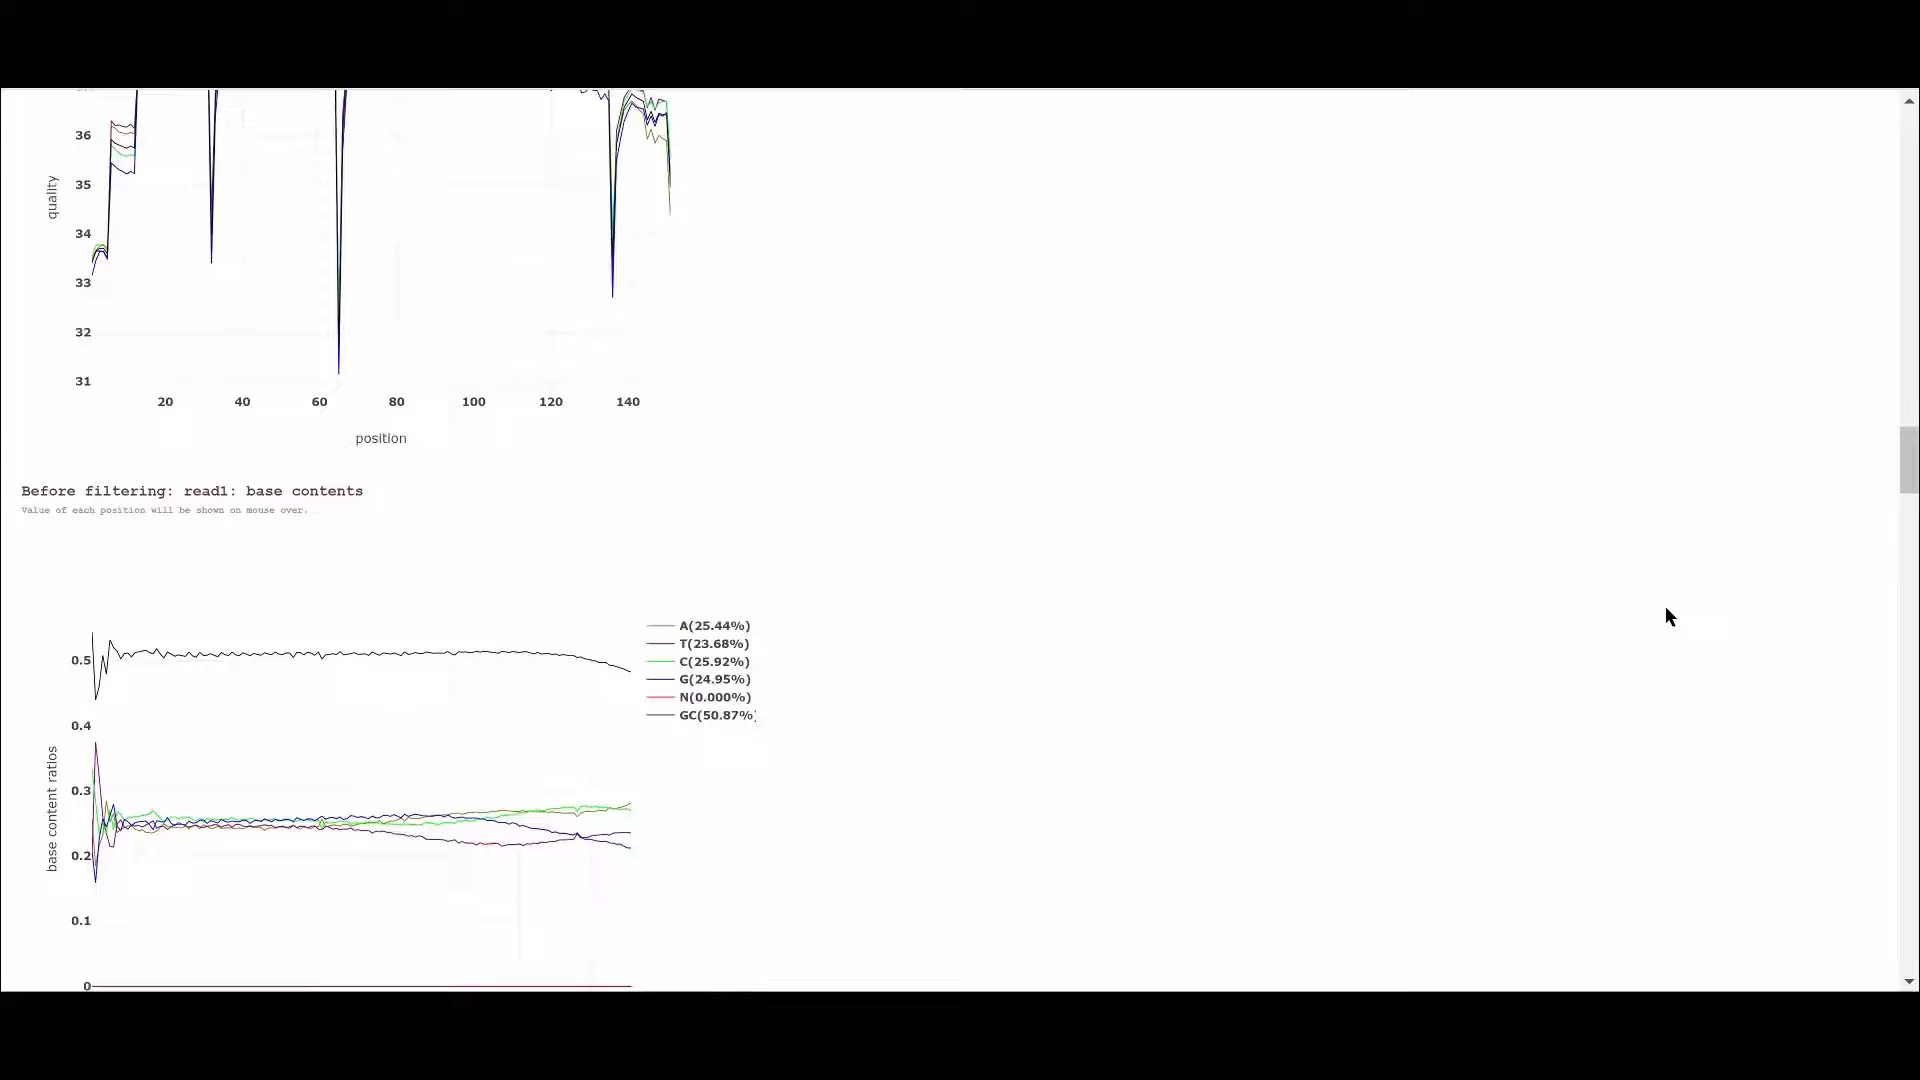 36
35
quality
34
33
32
31
20 40 60 80 100 120 140
position
Before filtering: read1: base contents
Value of each position will be shown on mouse over.
A(25.44%)
T(23.68%)
C(25.92%)
G(24.95%)
N(0.000%)
GC(50.87%)
0.5
0.4
base content ratios
0.3
0.2
0.1
0